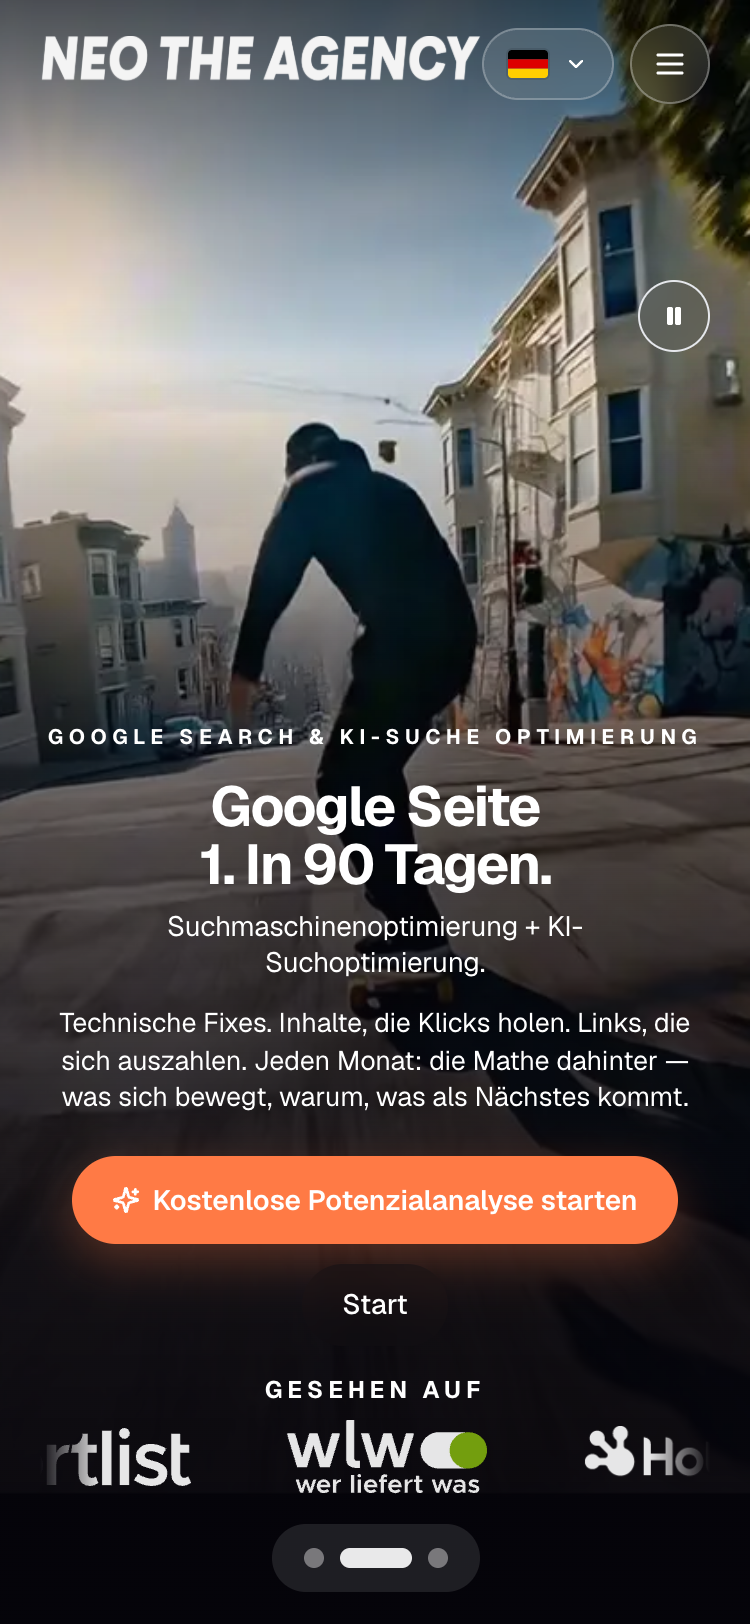 NEO THE AGENCY
GOOGLE SEARCH & KI-SUCHE OPTIMIERUNG
Google Seite
1. In 90 Tagen.
Suchmaschinenoptimierung + KI-
Suchoptimierung.
Technische Fixes. Inhalte, die Klicks holen. Links, die
sich auszahlen. Jeden Monat: die Mathe dahinter —
was sich bewegt, warum, was als Nächstes kommt.
Kostenlose Potenzialanalyse starten
Start
GESEHEN AUF
rtlist
wlw
Ho
wer liefert was